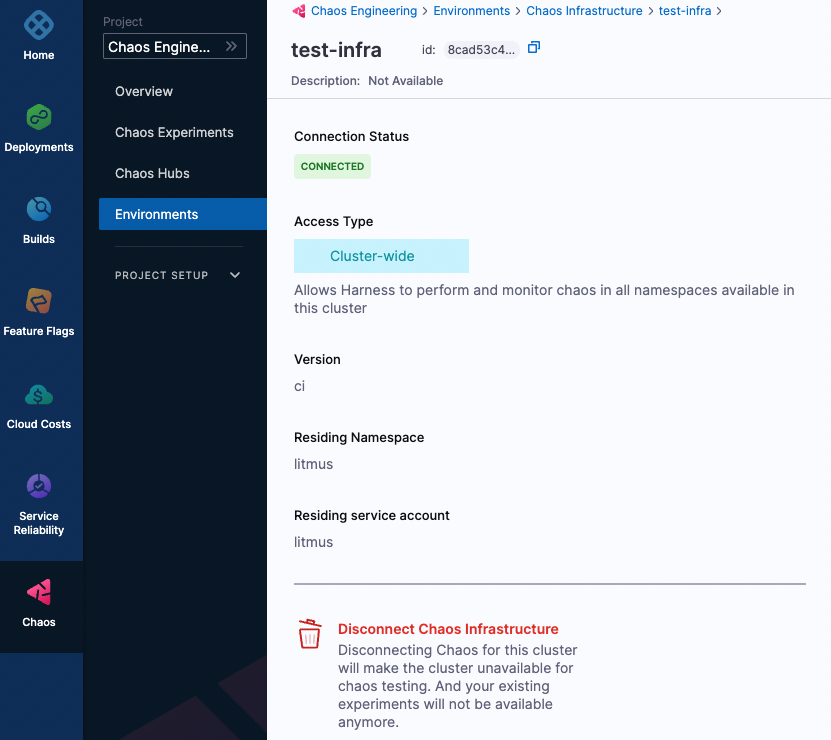 Home
Deployments
Builds
Feature Flags
Cloud Costs
Service
Reliability
Chaos
Project
Chaos Engine...
Overview
Chaos Experiments
Chaos Hubs
Environments
PROJECT SETUP
Chaos Engineering > Environments > Chaos Infrastructure > test-infra >
test-infra id: 8cad53c4...
Description: Not Available
Connection Status
CONNECTED
Access Type
Cluster-wide
Allows Harness to perform and monitor chaos in all namespaces available in
this cluster
Version
ci
Residing Namespace
litmus
Residing service account
litmus
Disconnect Chaos Infrastructure
Disconnecting Chaos for this cluster
will make the cluster unavailable for
chaos testing. And your existing
experiments will not be available
anymore.